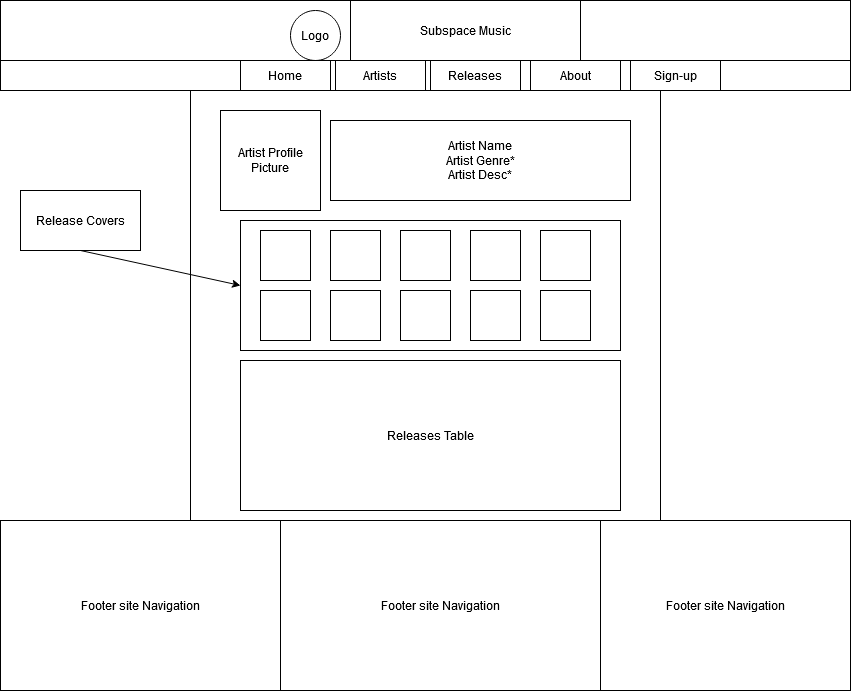 Logo
Subspace Music
Home
Artists
Releases
About
Sign-up
Artist Profile
Picture
Artist Name
Artist Genre*
Artist Desc*
Release Covers
Releases Table
Footer site Navigation
Footer site Navigation
Footer site Navigation